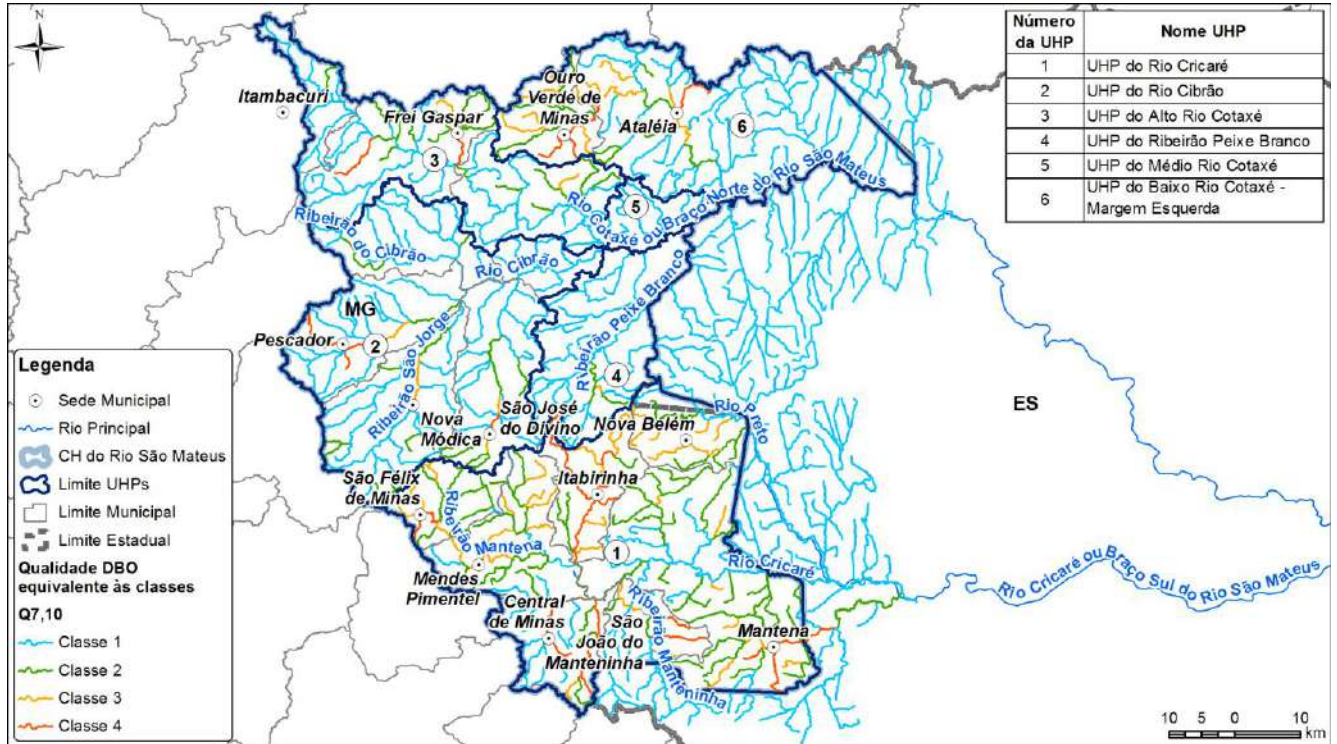 N
Número da UHP
Nome UHP
1
UHP do Rio Cricaré
2
UHP do Rio Cibrão
3
UHP do Alto Rio Cotaxé
4
UHP do Ribeirão Peixe Branco
5
UHP do Médio Rio Cotaxé
6
UHP do Baixo Rio Cotaxé -
Margem Esquerda
Itambacuri
Frei Gaspar
Ouro
Verde de
Minas
Ataléia
3
6
5
Rio Cotaxé ou Braço Norte do Rio São Mateus
Ribeirão do Cibrão
Rio Cibrão
MG
Pescador
2
Ribeirão São Jorge
Ribeirão Peixe Branco
4
ES
Nova
Módica
São José
do Divino
Nova Belém
Rio Preto
São Félix
de Minas
Itabirinha
Ribeirão Mantena
1
Mendes
Pimentel
Rio Cricaré
Rio Cricaré ou Braço Sul do Rio São Mateus
Central
de Minas
São
João do
Manteninha
Ribeirão Manteninha
Mantena
Legenda
Sede Municipal
Rio Principal
CH do Rio São Mateus
Limite UHPs
Limite Municipal
Limite Estadual
Qualidade DBO
equivalente às classes
Q7,10
Classe 1
Classe 2
Classe 3
Classe 4
10 5 0 10
km